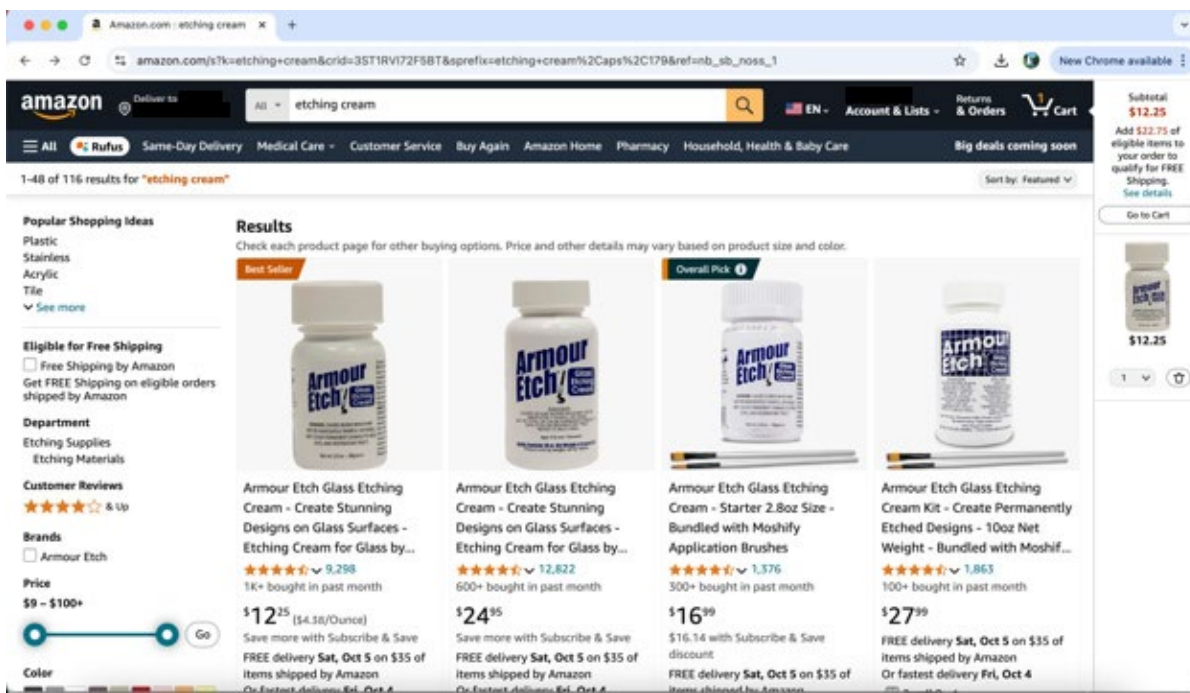 Amazon.com : etching cream
amazon.com/s?k=etching+cream&crid=3ST1RVI72F5BT&sprefix=etching+cream%2Caps%2C179&ref=nb_sb_noss_1
New Chrome available
amazon
Deliver to
All
etching cream
EN
Account & Lists
Returns
& Orders
1
Cart
All
Rufus
Same-Day Delivery
Medical Care
Customer Service
Buy Again
Amazon Home
Pharmacy
Household, Health & Baby Care
Big deals coming soon
Subtotal
$12.25
Add $22.75 of
eligible items to
your order to
qualify for FREE
Shipping.
See details
Go to Cart
$12.25
1
1-48 of 116 results for "etching cream"
Sort by: Featured
Popular Shopping Ideas
Plastic
Stainless
Acrylic
Tile
See more
Eligible for Free Shipping
Free Shipping by Amazon
Get FREE Shipping on eligible orders
shipped by Amazon
Department
Etching Supplies
Etching Materials
Customer Reviews
& Up
Brands
Armour Etch
Price
$9 – $100+
Go
Color
Results
Check each product page for other buying options. Price and other details may vary based on product size and color.
Best Seller
Armour
Etch
Armour Etch Glass Etching
Cream - Create Stunning
Designs on Glass Surfaces -
Etching Cream for Glass by...
9,298
1K+ bought in past month
$12.25 ($4.38/Ounce)
Save more with Subscribe & Save
FREE delivery Sat, Oct 5 on $35 of
items shipped by Amazon
Or fastest delivery Fri, Oct 4
Armour
Etch
Armour Etch Glass Etching
Cream - Create Stunning
Designs on Glass Surfaces -
Etching Cream for Glass by...
12,822
600+ bought in past month
$24.95
Save more with Subscribe & Save
FREE delivery Sat, Oct 5 on $35 of
items shipped by Amazon
Or fastest delivery Fri, Oct 4
Overall Pick
Armour
Etch
Armour Etch Glass Etching
Cream - Starter 2.8oz Size -
Bundled with Moshify
Application Brushes
1,376
300+ bought in past month
$16.99
$16.14 with Subscribe & Save
discount
FREE delivery Sat, Oct 5 on $35 of
items shipped by Amazon
Armour
Etch
Armour Etch Glass Etching
Cream Kit - Create Permanently
Etched Designs - 10oz Net
Weight - Bundled with Moshif...
1,863
100+ bought in past month
$27.99
FREE delivery Sat, Oct 5 on $35 of
items shipped by Amazon
Or fastest delivery Fri, Oct 4